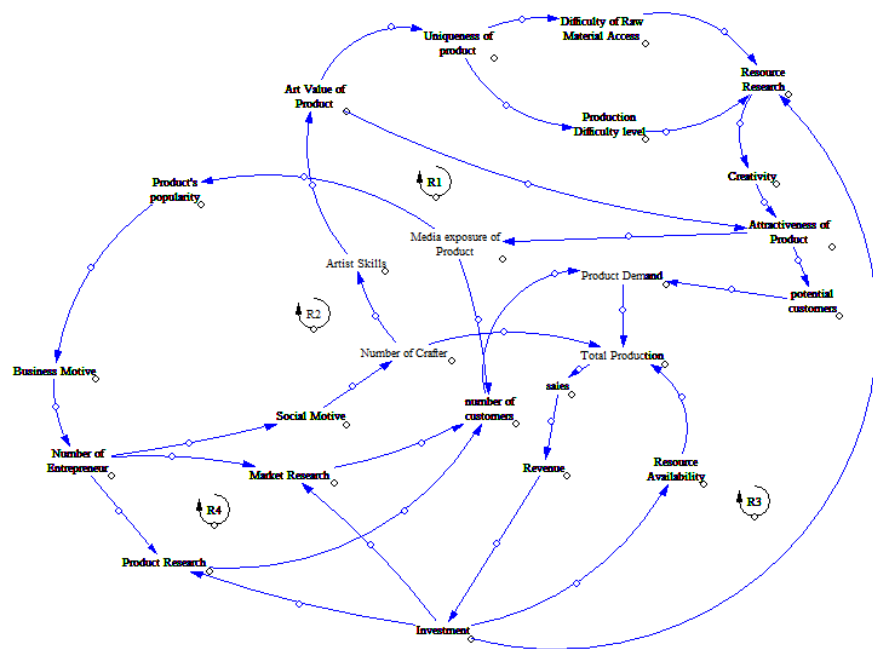 Uniqueness of
product
Difficulty of Raw
Material Access
Resource
Research
Art Value of
Product
Production
Difficulty level
Product's
popularity
R1
Creativity
Attractiveness of
Product
Media exposure of
Product
Artist Skills
Product Demand
potential
customers
R2
Number of Crafter
Total Production
Business Motive
sales
Social Motive
number of
customers
Number of
Entrepreneur
Market Research
Revenue
Resource
Availability
R4
R3
Product Research
Investment